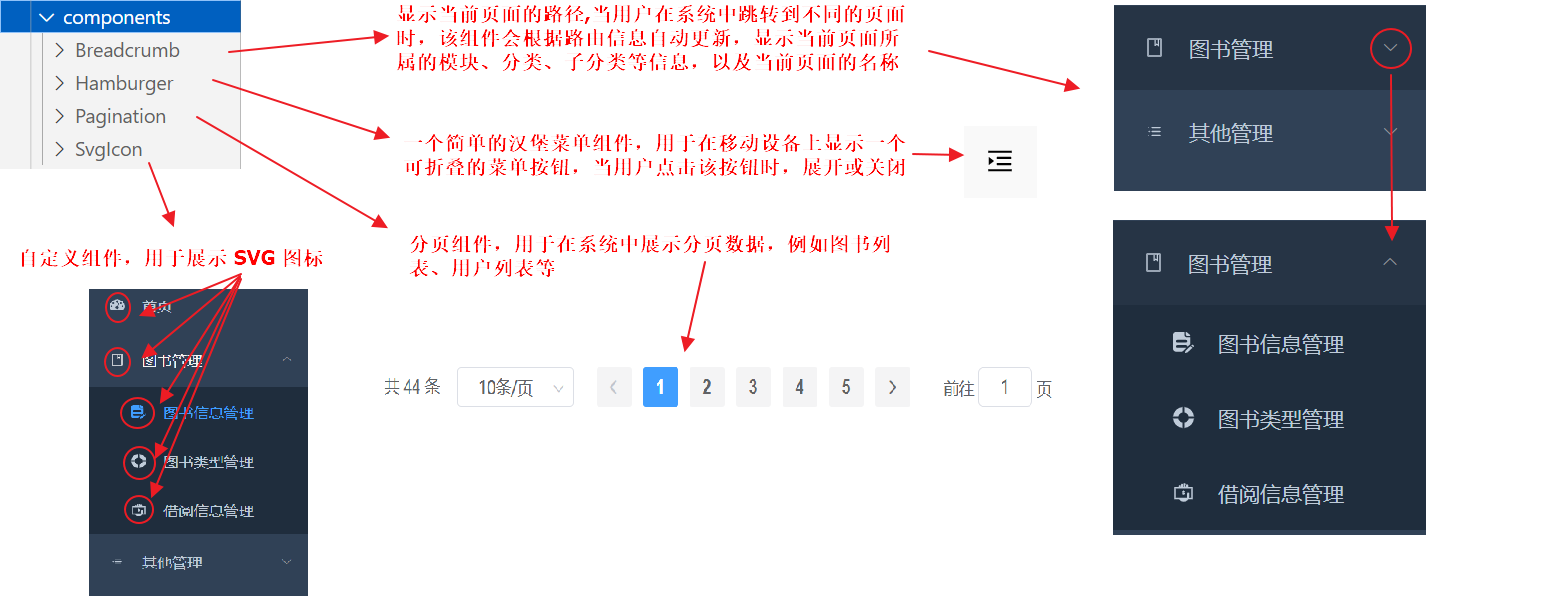 components
Breadcrumb
Hamburger
Pagination
SvgIcon
显示当前页面的路径,当用户在系统中跳转到不同的页面
时，该组件会根据路由信息自动更新，显示当前页面所
属的模块、分类、子分类等信息，以及当前页面的名称
一个简单的汉堡菜单组件，用于在移动设备上显示一个
可折叠的菜单按钮，当用户点击该按钮时，展开或关闭
分页组件，用于在系统中展示分页数据，例如图书列
表、用户列表等
自定义组件，用于展示 SVG 图标
首页
图书管理
图书信息管理
图书类型管理
借阅信息管理
其他管理
共 44 条 10条/页 1 2 3 4 5 前往 1 页
图书管理
其他管理
图书管理
图书信息管理
图书类型管理
借阅信息管理